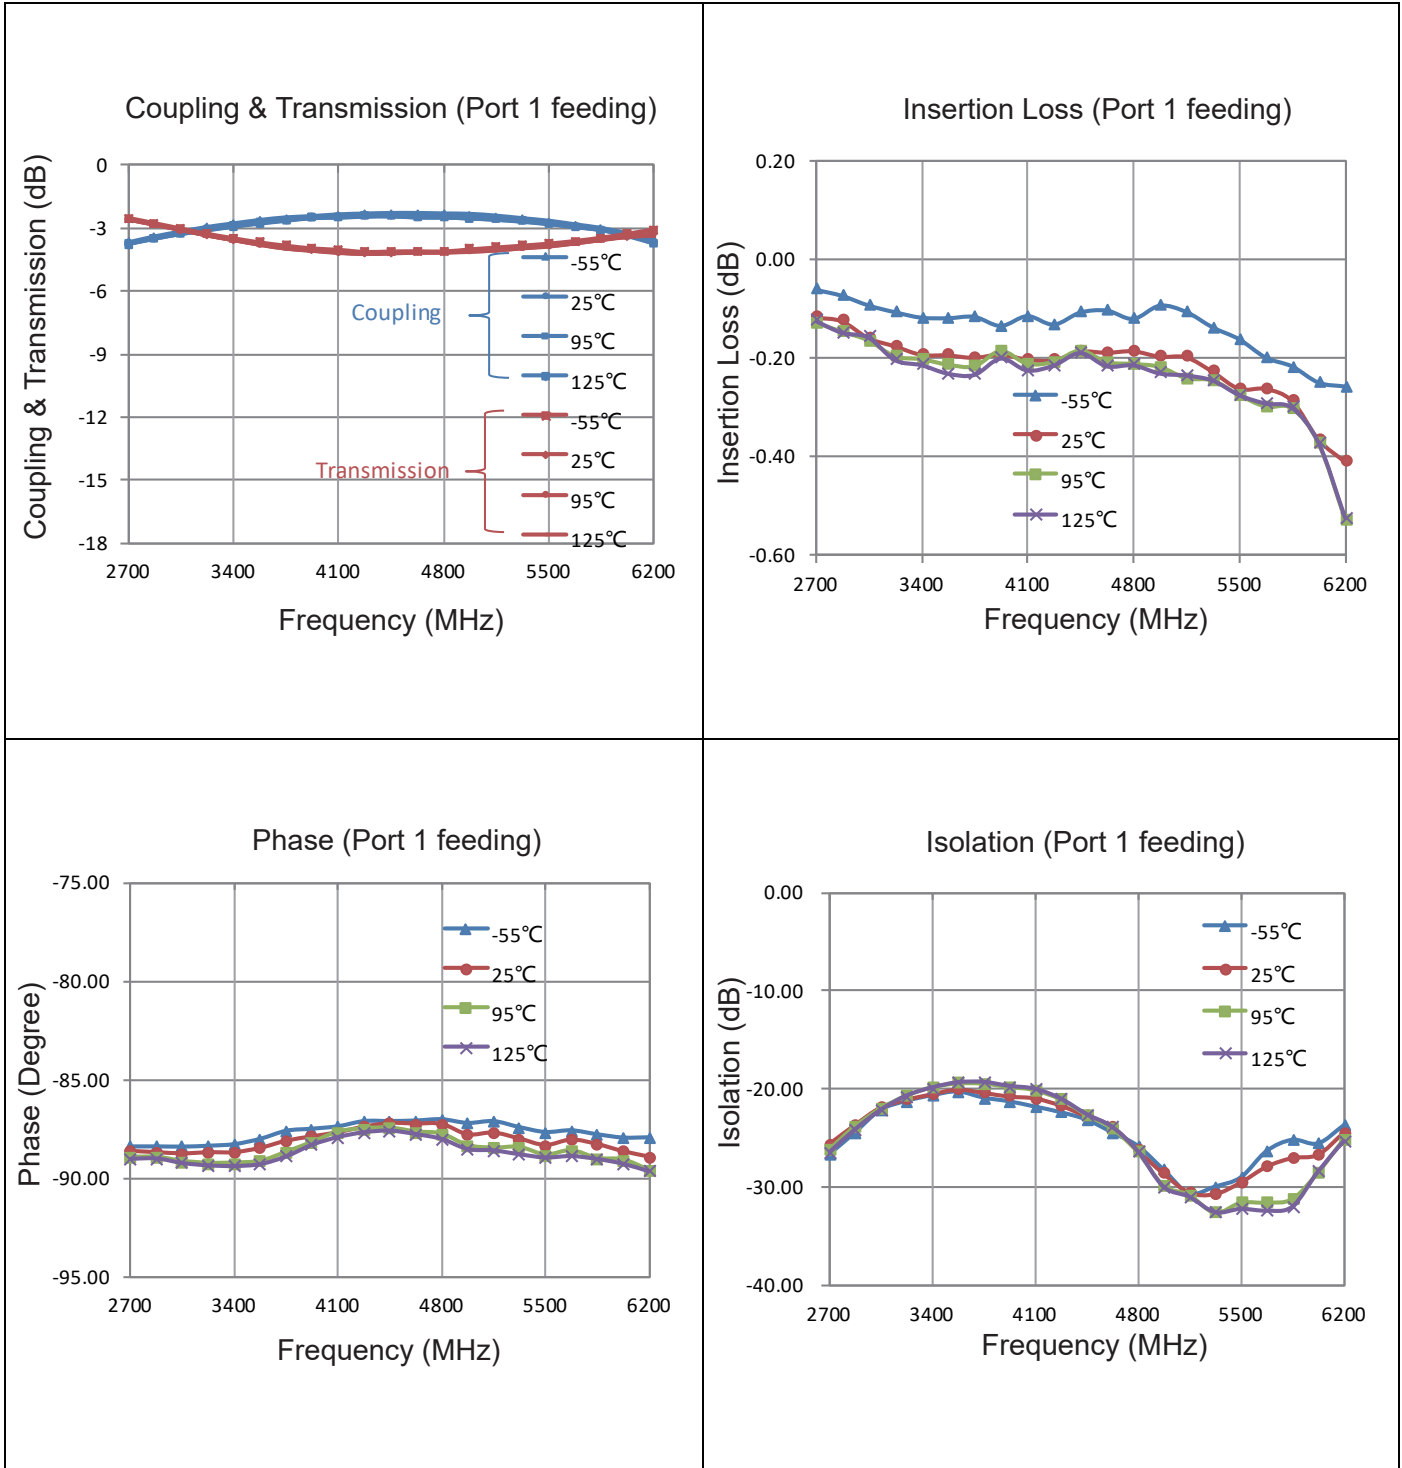 Coupling & Transmission (Port 1 feeding)
Coupling & Transmission (dB)
0
-3
-6
-9
-12
-15
-18
Coupling
-55℃
25℃
95℃
125℃
Transmission
-55℃
25℃
95℃
125℃
2700 3400 4100 4800 5500 6200
Frequency (MHz)
Insertion Loss (Port 1 feeding)
Insertion Loss (dB)
0.20
0.00
-0.20
-0.40
-0.60
-55℃
25℃
95℃
125℃
2700 3400 4100 4800 5500 6200
Frequency (MHz)
Phase (Port 1 feeding)
Phase (Degree)
-75.00
-80.00
-85.00
-90.00
-95.00
-55℃
25℃
95℃
125℃
2700 3400 4100 4800 5500 6200
Frequency (MHz)
Isolation (Port 1 feeding)
Isolation (dB)
0.00
-10.00
-20.00
-30.00
-40.00
-55℃
25℃
95℃
125℃
2700 3400 4100 4800 5500 6200
Frequency (MHz)